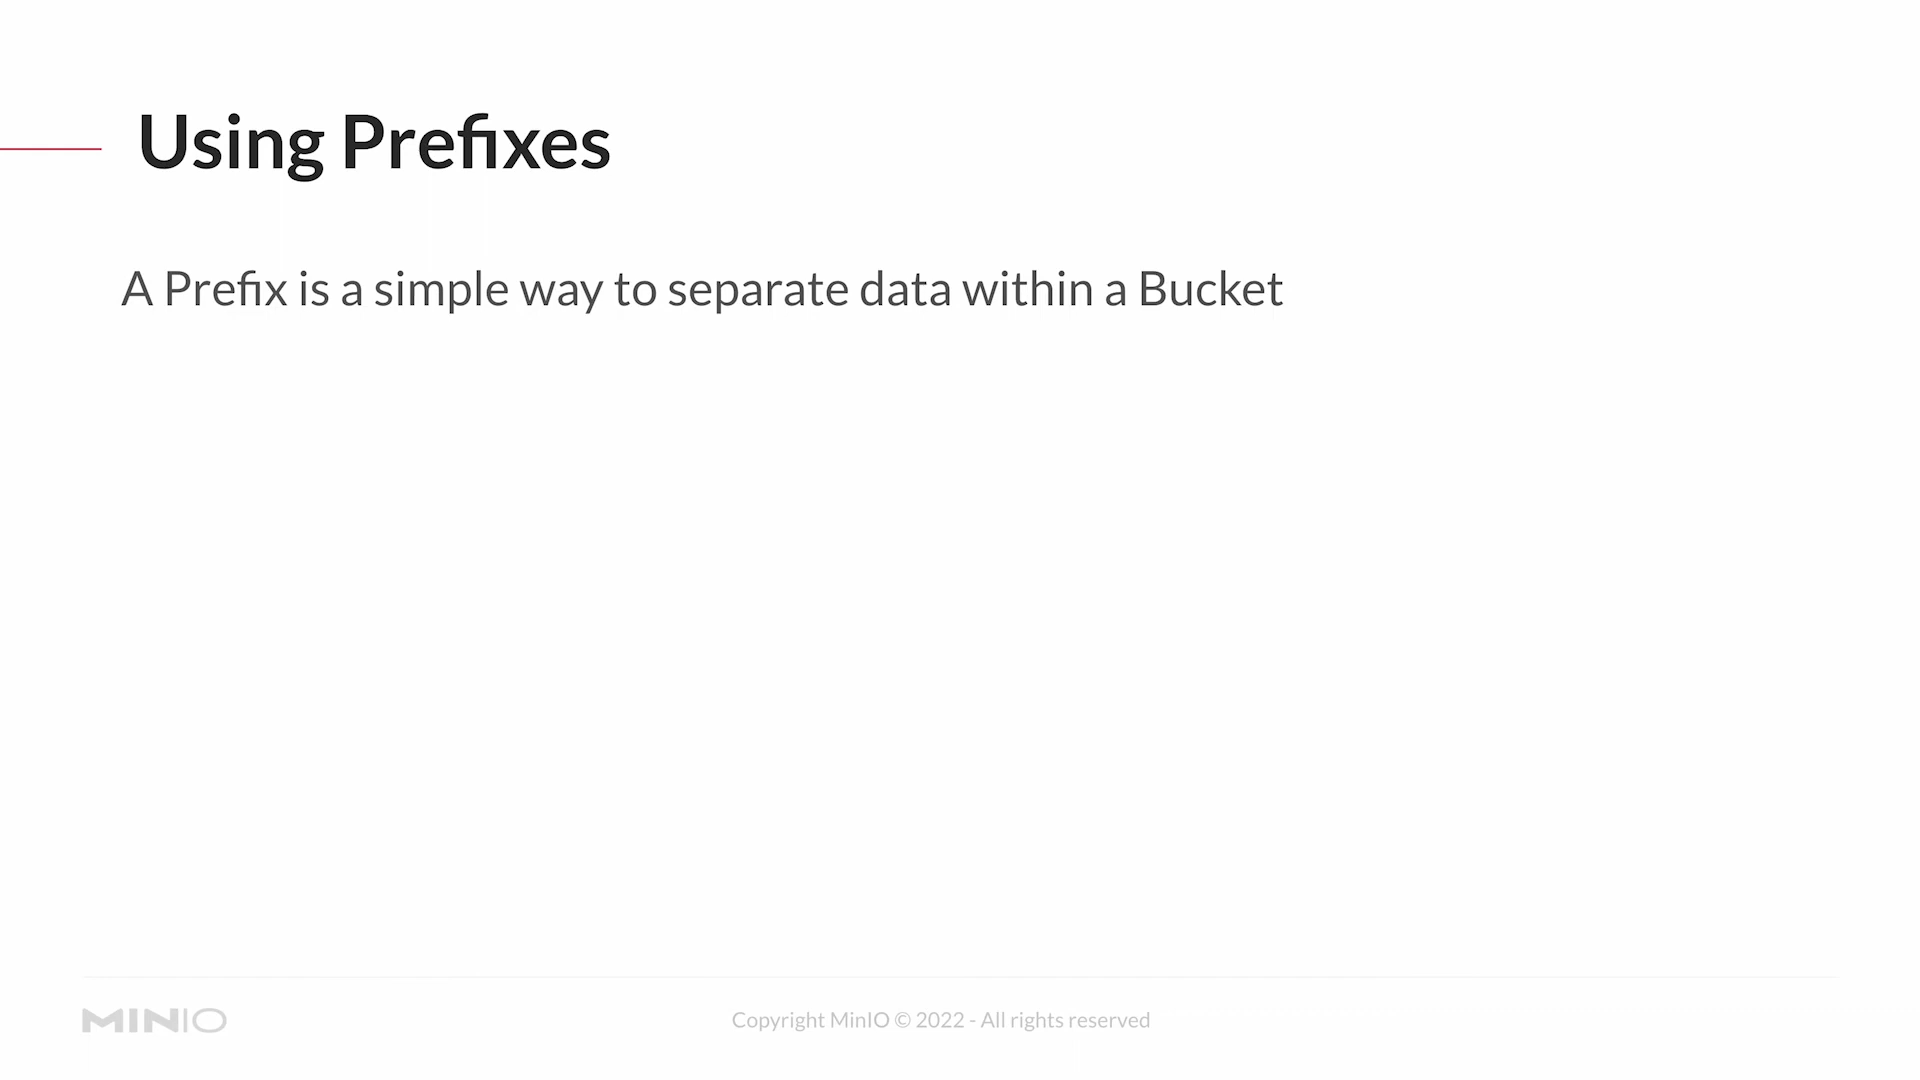 Using Prefixes
A Prefix is a simple way to separate data within a Bucket
MINIO
Copyright MinIO © 2022 - All rights reserved